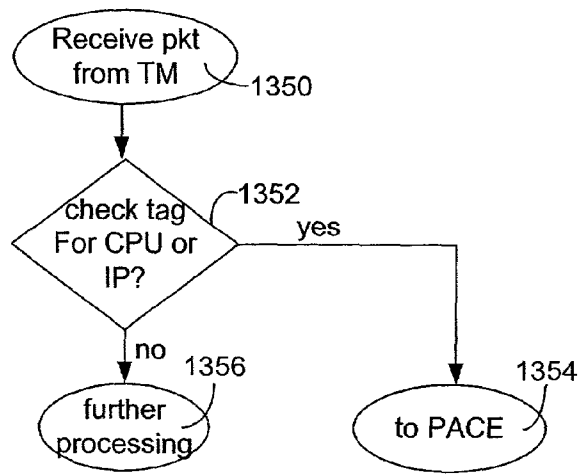 Receive pkt
from TM
1350
1352
check tag
For CPU or
IP?
yes
no
1356
1354
further
processing
to PACE